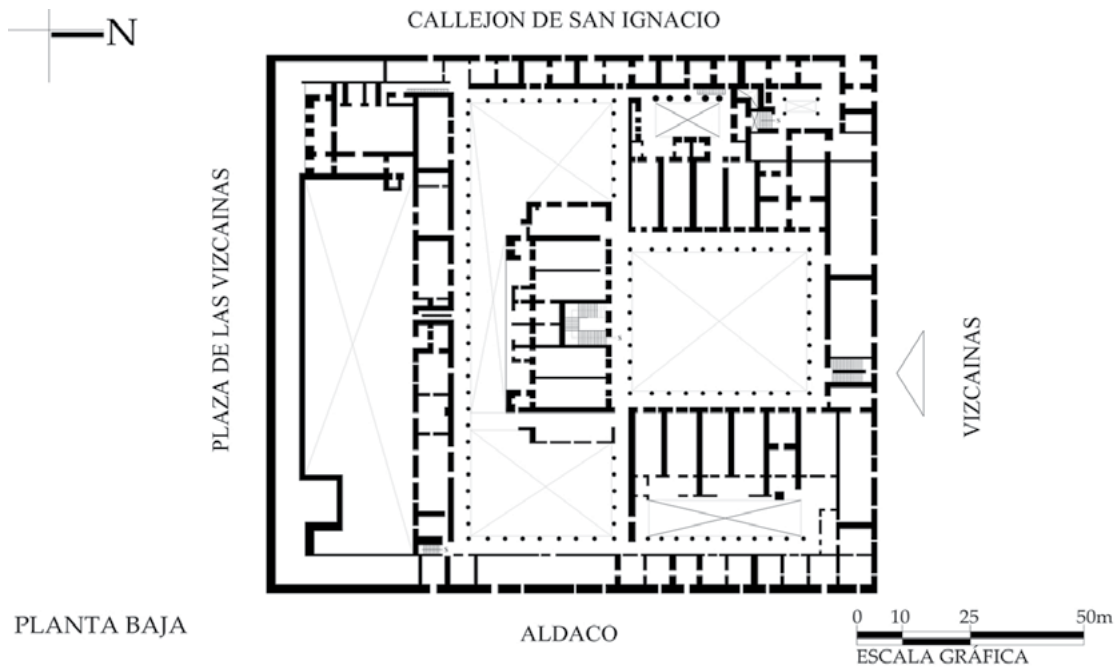 CALLEJON DE SAN IGNACIO
N
PLAZA DE LAS VIZCAINAS
VIZCAINAS
PLANTA BAJA
ALDACO
0 10 25 50m
ESCALA GRÁFICA